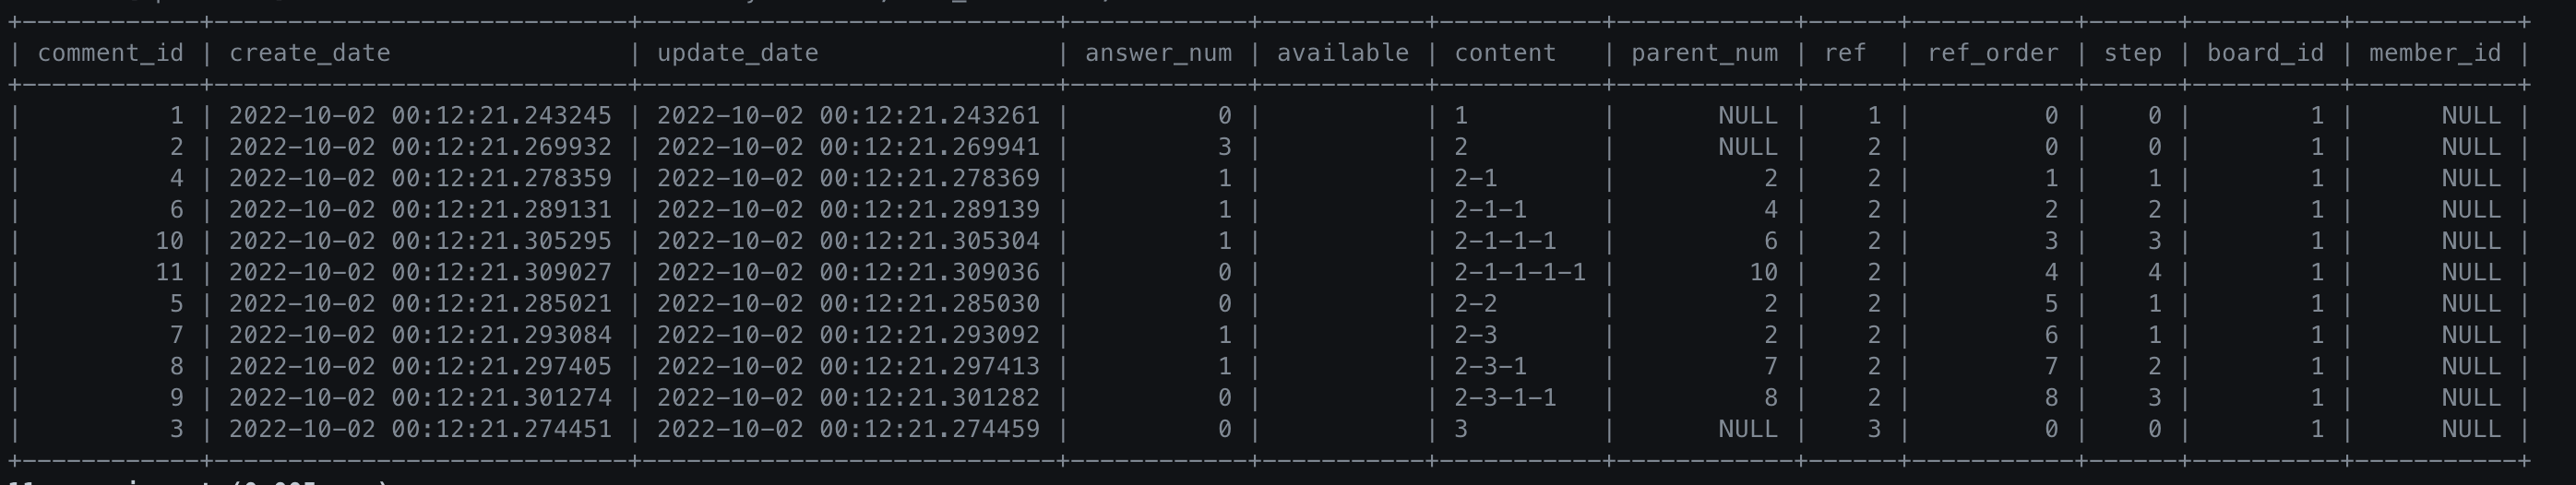 +------------+----------------------------+----------------------------+------------+-----------+-----------+------------+------+-----------+------+----------+-----------+
| comment_id | create_date                | update_date                | answer_num | available | content   | parent_num | ref  | ref_order | step | board_id | member_id |
+------------+----------------------------+----------------------------+------------+-----------+-----------+------------+------+-----------+------+----------+-----------+
|          1 | 2022-10-02 00:12:21.243245 | 2022-10-02 00:12:21.243261 |          0 |           | 1         |       NULL |    1 |         0 |    0 |        1 |      NULL |
|          2 | 2022-10-02 00:12:21.269932 | 2022-10-02 00:12:21.269941 |          3 |           | 2         |       NULL |    2 |         0 |    0 |        1 |      NULL |
|          4 | 2022-10-02 00:12:21.278359 | 2022-10-02 00:12:21.278369 |          1 |           | 2-1       |          2 |    2 |         1 |    1 |        1 |      NULL |
|          6 | 2022-10-02 00:12:21.289131 | 2022-10-02 00:12:21.289139 |          1 |           | 2-1-1     |          4 |    2 |         2 |    2 |        1 |      NULL |
|         10 | 2022-10-02 00:12:21.305295 | 2022-10-02 00:12:21.305304 |          1 |           | 2-1-1-1   |          6 |    2 |         3 |    3 |        1 |      NULL |
|         11 | 2022-10-02 00:12:21.309027 | 2022-10-02 00:12:21.309036 |          0 |           | 2-1-1-1-1 |         10 |    2 |         4 |    4 |        1 |      NULL |
|          5 | 2022-10-02 00:12:21.285021 | 2022-10-02 00:12:21.285030 |          0 |           | 2-2       |          2 |    2 |         5 |    1 |        1 |      NULL |
|          7 | 2022-10-02 00:12:21.293084 | 2022-10-02 00:12:21.293092 |          1 |           | 2-3       |          2 |    2 |         6 |    1 |        1 |      NULL |
|          8 | 2022-10-02 00:12:21.297405 | 2022-10-02 00:12:21.297413 |          1 |           | 2-3-1     |          7 |    2 |         7 |    2 |        1 |      NULL |
|          9 | 2022-10-02 00:12:21.301274 | 2022-10-02 00:12:21.301282 |          0 |           | 2-3-1-1   |          8 |    2 |         8 |    3 |        1 |      NULL |
|          3 | 2022-10-02 00:12:21.274451 | 2022-10-02 00:12:21.274459 |          0 |           | 3         |       NULL |    3 |         0 |    0 |        1 |      NULL |
+------------+----------------------------+----------------------------+------------+-----------+-----------+------------+------+-----------+------+----------+-----------+